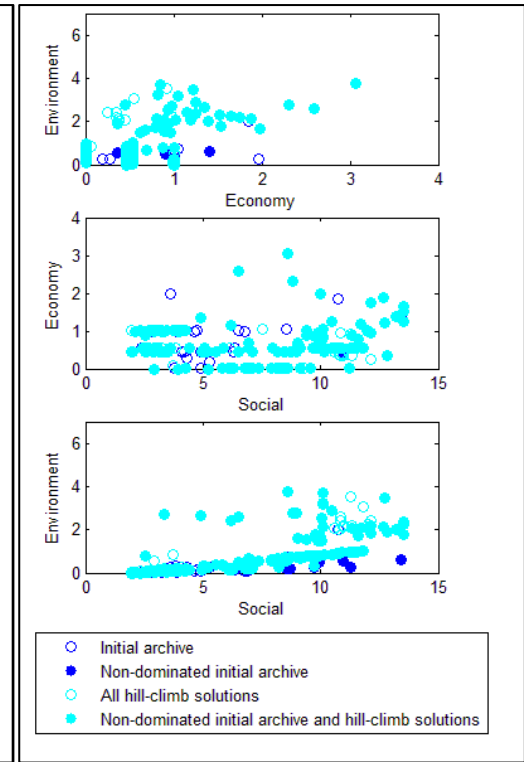 6
4
2
0
Environment
0
1
2
3
4
Economy
4
3
2
1
0
Economy
0
5
10
15
Social
6
4
2
0
Environment
0
5
10
15
Social
Initial archive
Non-dominated initial archive
All hill-climb solutions
Non-dominated initial archive and hill-climb solutions